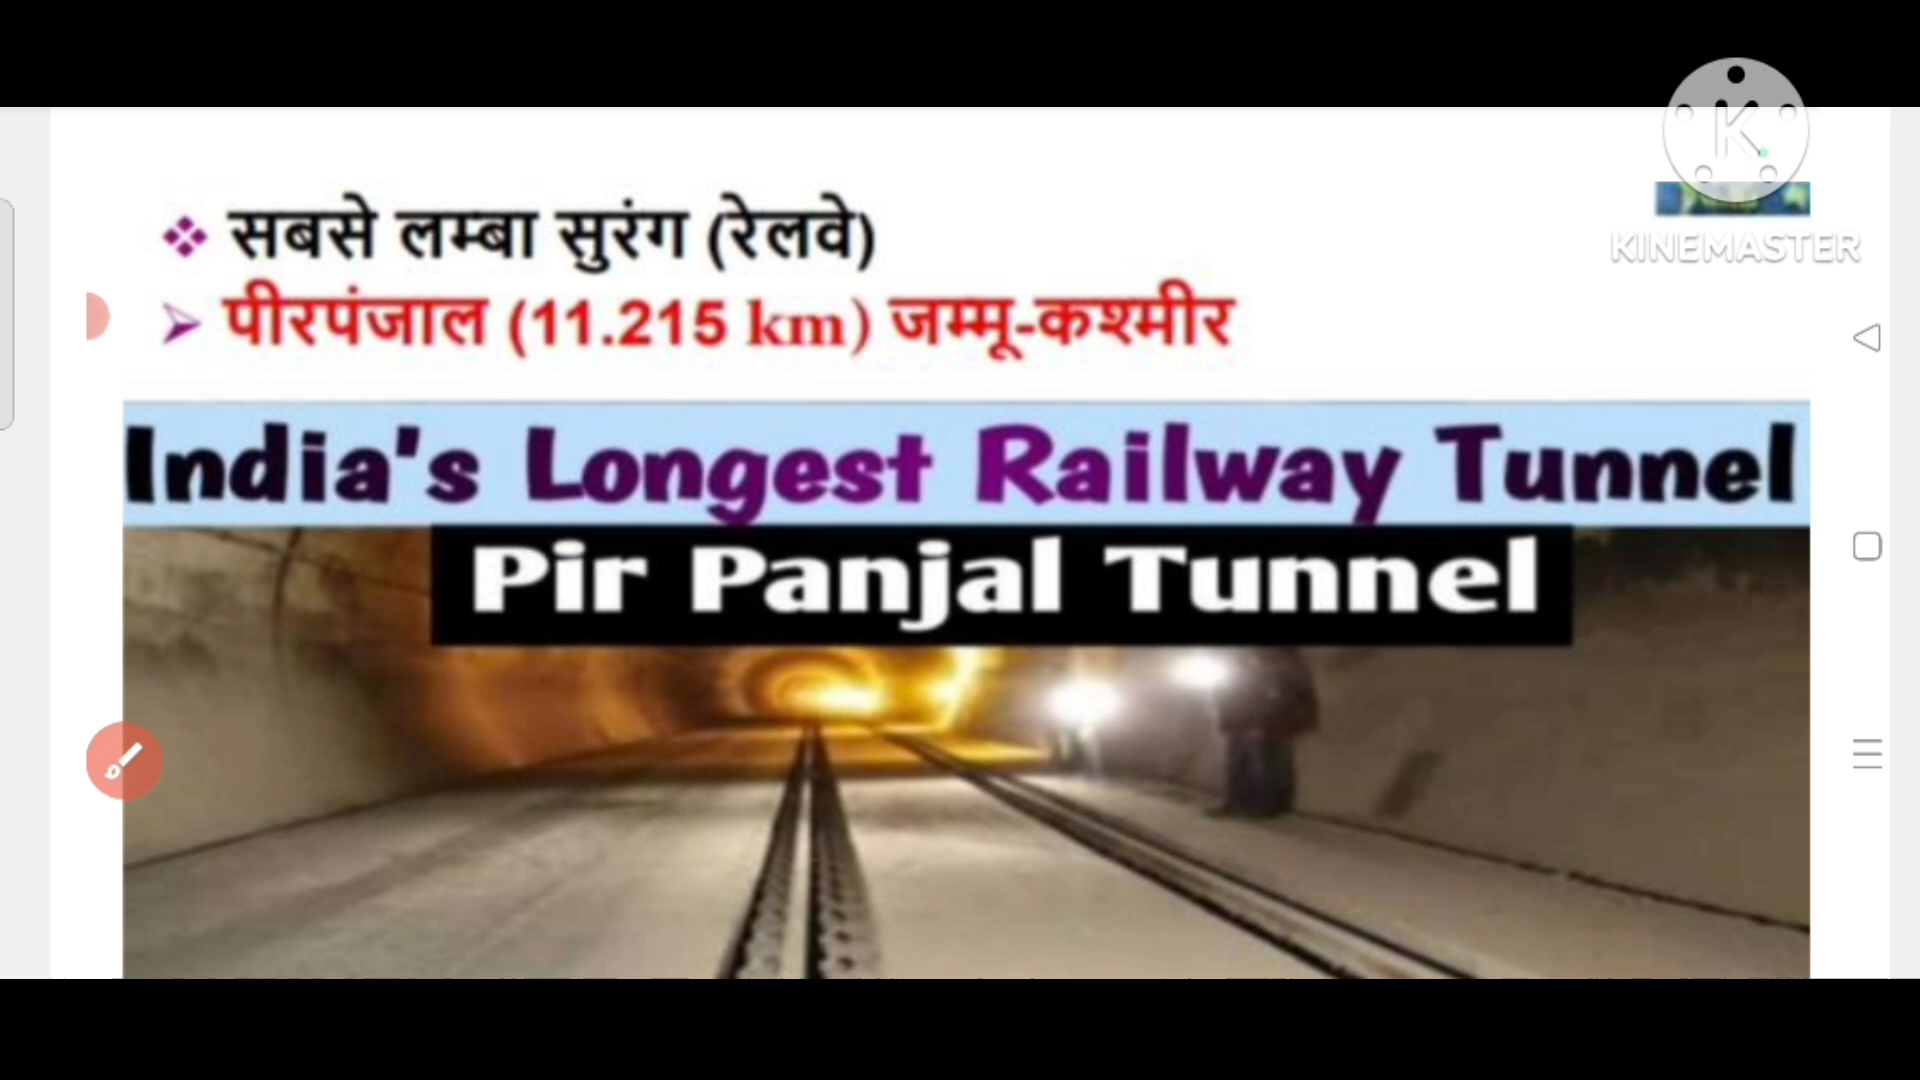 K
KINEMASTER
❖ सबसे लम्बा सुरंग (रेलवे)
➢ पीरपंजाल (11.215 km) जम्मू-कश्मीर
India's Longest Railway Tunnel
Pir Panjal Tunnel